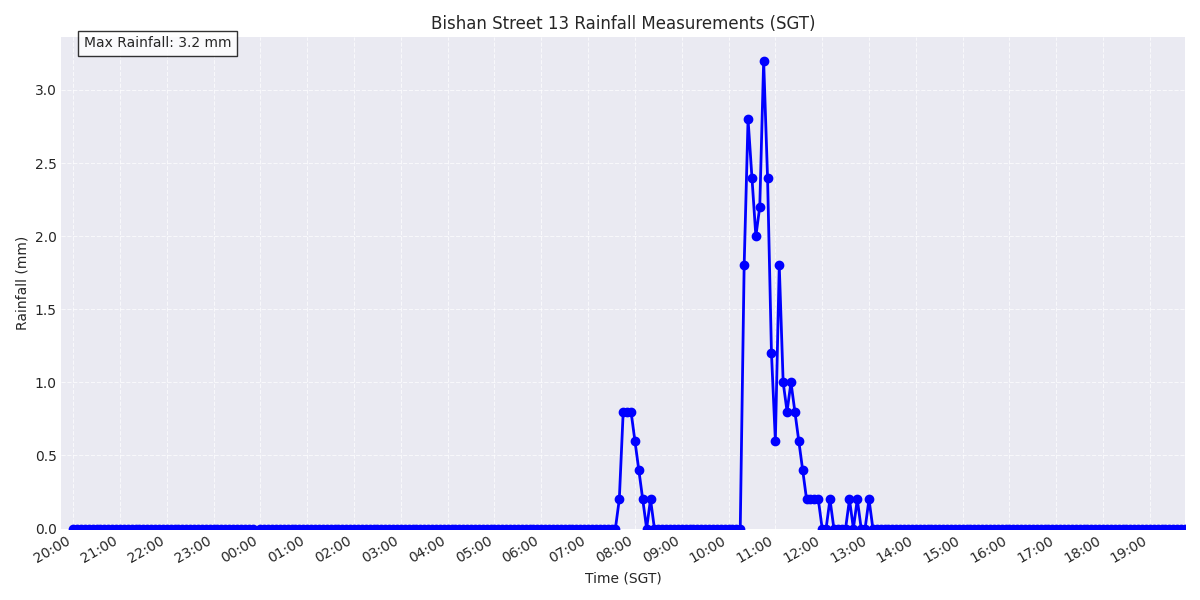 Bishan Street 13 Rainfall Measurements (SGT)
Max Rainfall: 3.2 mm
3.0
2.5
2.0
1.5
1.0
0.5
0.0
Rainfall (mm)
20:00 21:00 22:00 23:00 00:00 01:00 02:00 03:00 04:00 05:00 06:00 07:00 08:00 09:00 10:00 11:00 12:00 13:00 14:00 15:00 16:00 17:00 18:00 19:00
Time (SGT)